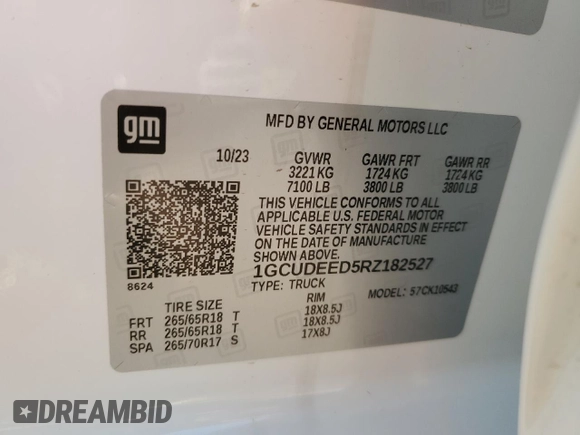 gm
MFD BY GENERAL MOTORS LLC
10/23 GVWR GAWR FRT GAWR RR
3221 KG 1724 KG 1724 KG
7100 LB 3800 LB 3800 LB
THIS VEHICLE CONFORMS TO ALL
APPLICABLE U.S. FEDERAL MOTOR
VEHICLE SAFETY STANDARDS IN EFFECT
ON THE DATE OF MANUFACTURE
SHOWN ABOVE.
1GCUDEED5RZ182527
8624
TYPE: TRUCK MODEL: 57CK10543
TIRE SIZE RIM
FRT 265/65R18 T 18X8.5J
RR 265/65R18 T 18X8.5J
SPA 265/70R17 S 17X8J
DREAMBID